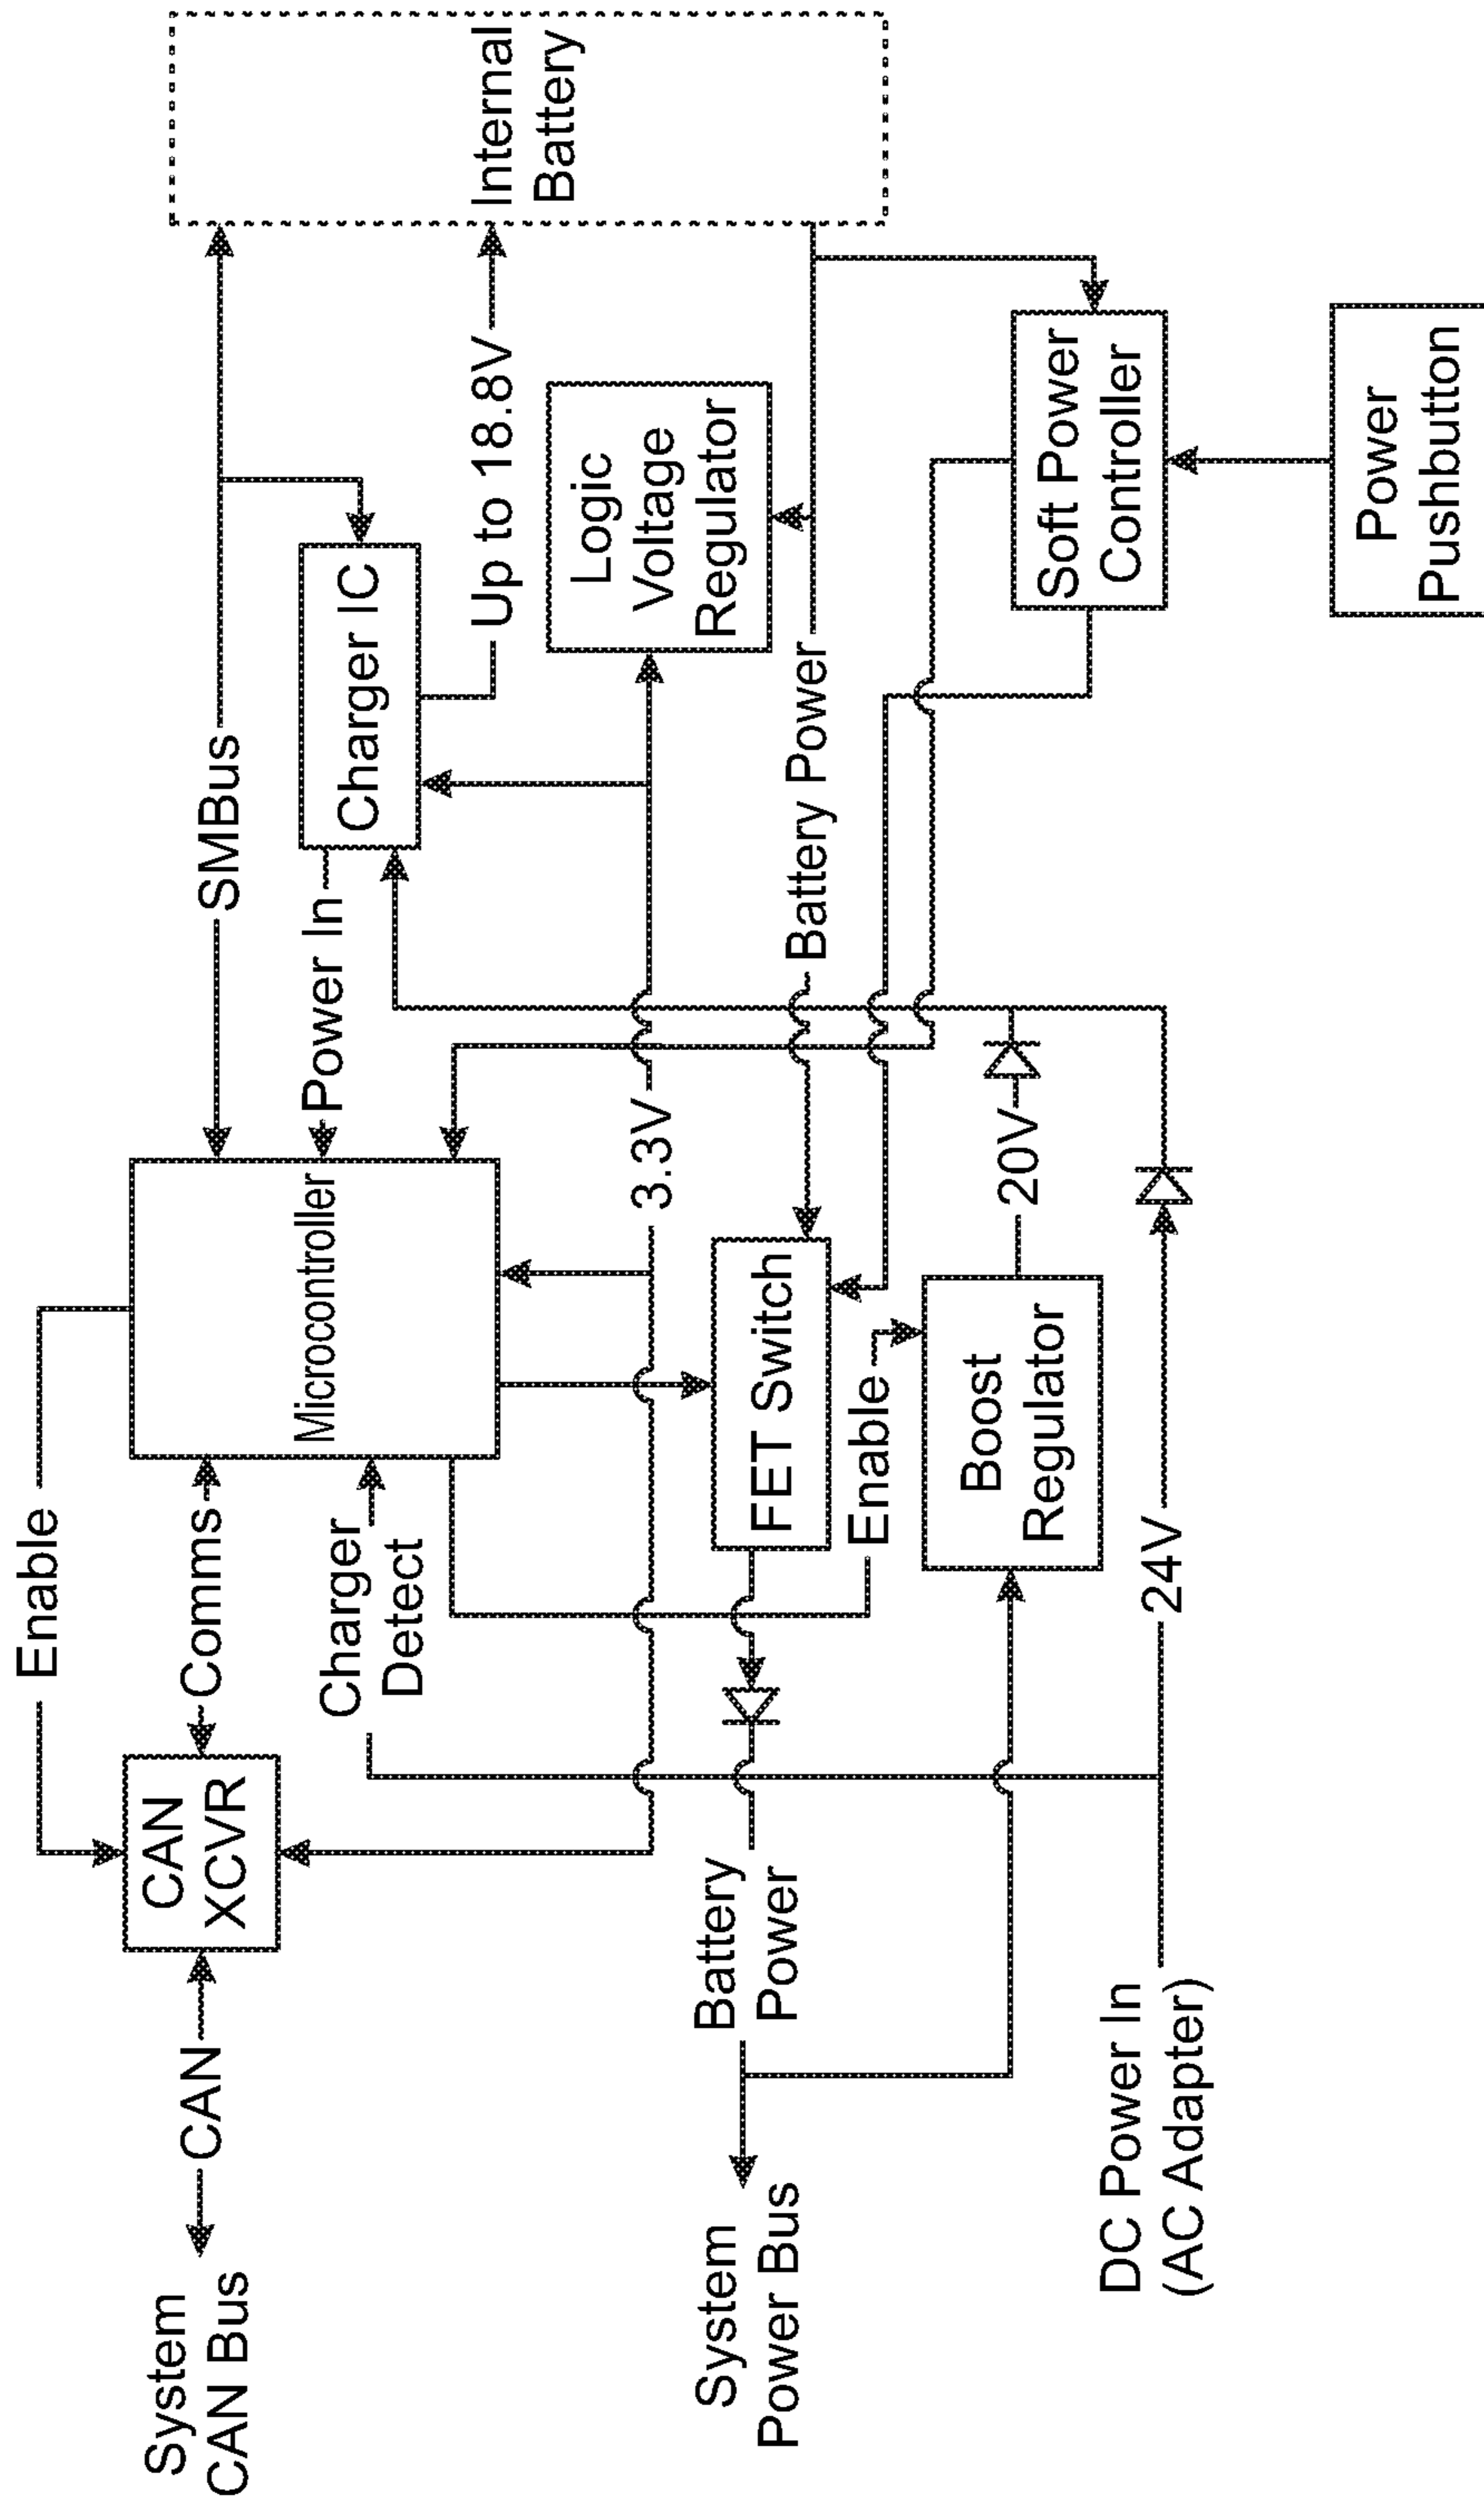 Enable
System
CAN Bus
CAN
CAN
XCVR
Comms
Microcontroller
SMBus
Charger
Detect
Power In
Charger IC
Up to 18.8V
Internal
Battery
3.3V
Logic
Voltage
Regulator
System
Power Bus
Battery
Power
FET Switch
Battery Power
Enable
Boost
Regulator
20V
Soft Power
Controller
DC Power In
(AC Adapter)
24V
Power
Pushbutton